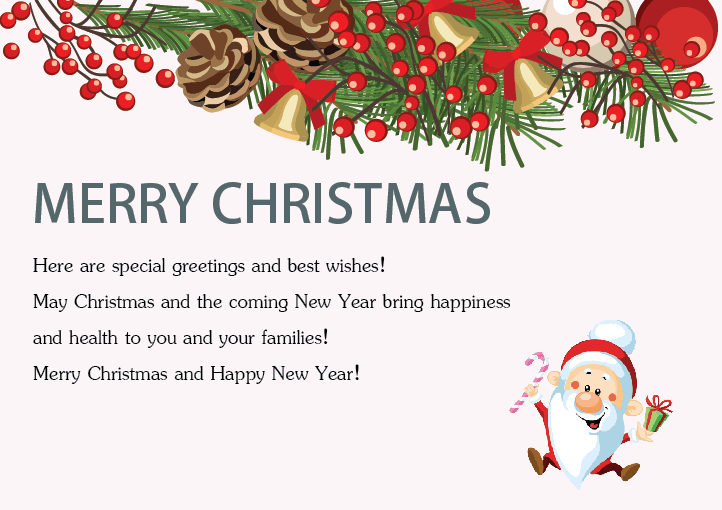 MERRY CHRISTMAS
Here are special greetings and best wishes!
May Christmas and the coming New Year bring happiness
and health to you and your families!
Merry Christmas and Happy New Year!